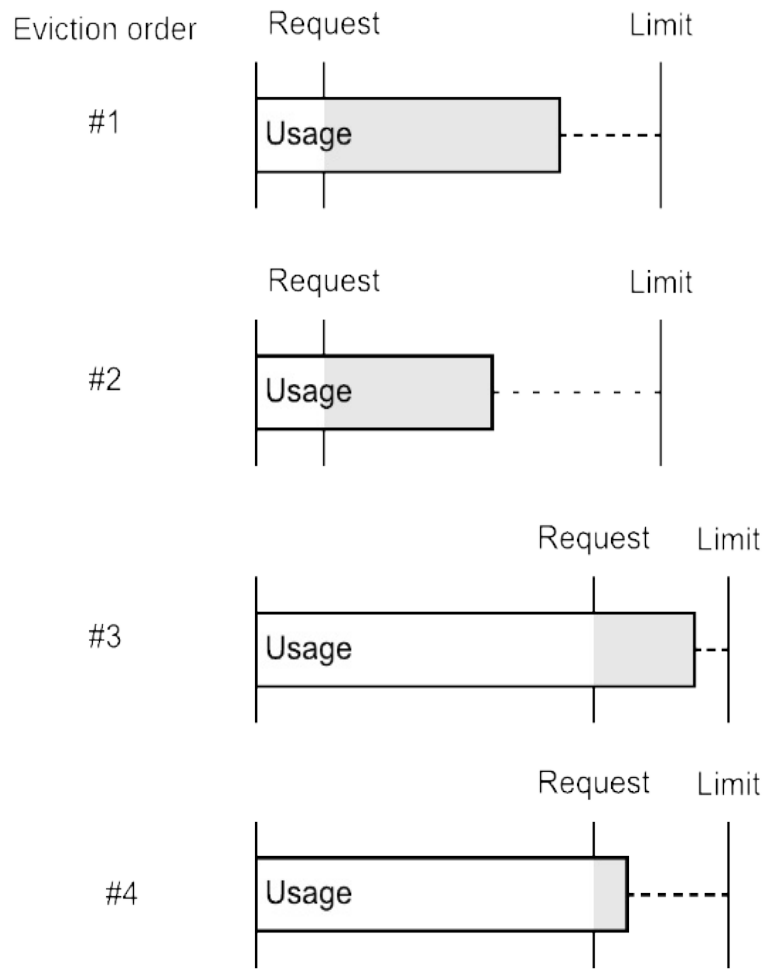 Eviction order
Request
Limit
#1
Usage
Request
Limit
#2
Usage
Request
Limit
#3
Usage
Request
Limit
#4
Usage